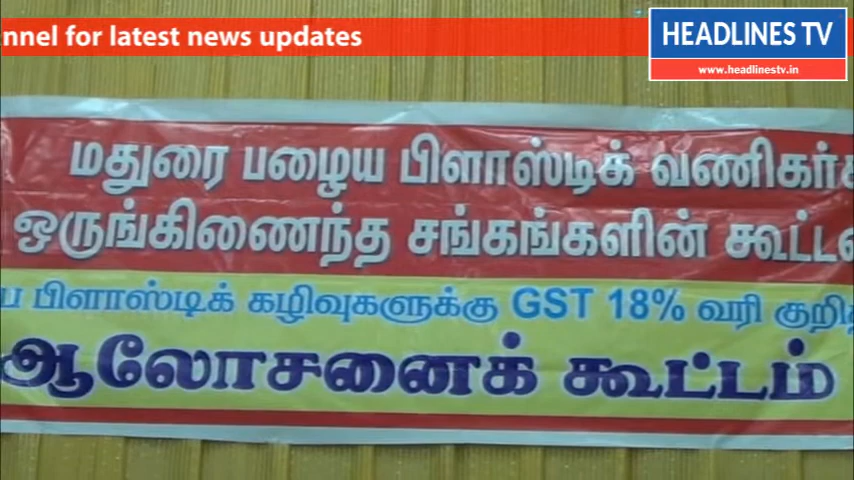 for latest news updates
HEADLINES TV
www.headlinestv.in
மதுரை பழைய பிளாஸ்டிக் வணிகர்
ஒருங்கிணைந்த சங்கங்களின்
பிளாஸ்டிக் கழிவுகளுக்கு GST 18% வரி
ஆலோசனைக் கூட்டம்